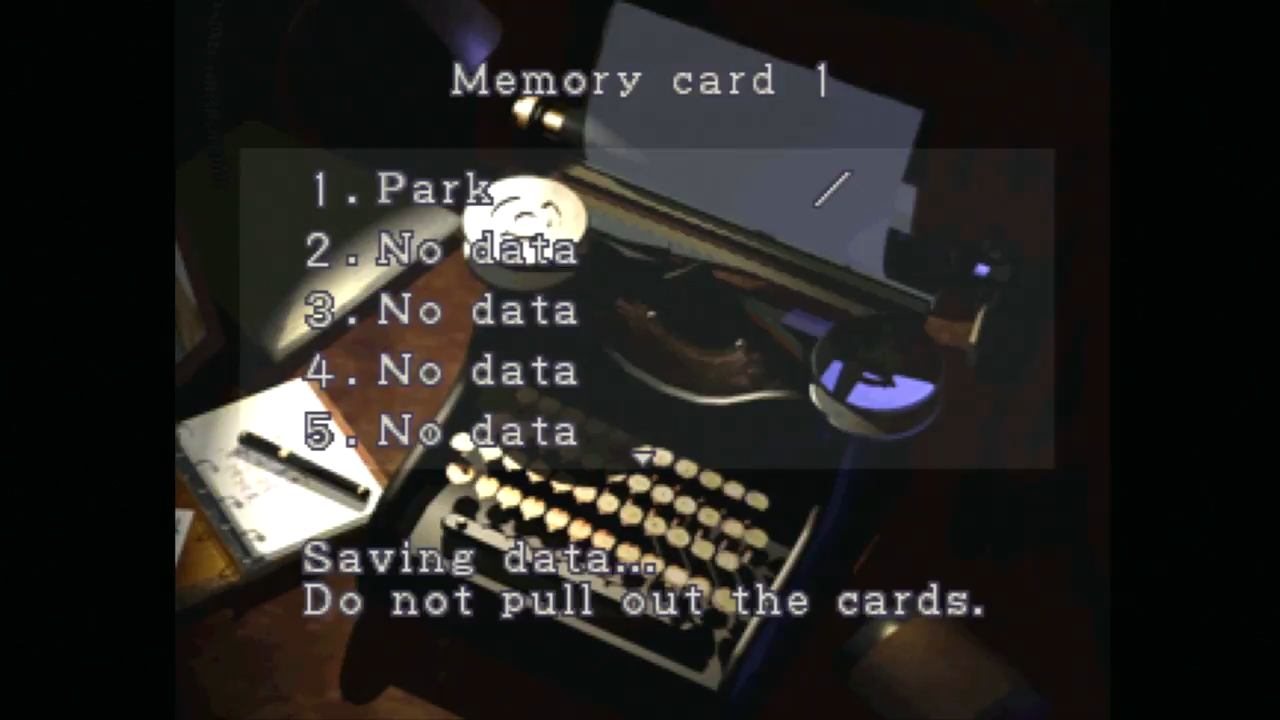 Memory card 1
1.Park /
2.No data
3.No data
4.No data
5.No data
Saving data...
Do not pull out the cards.